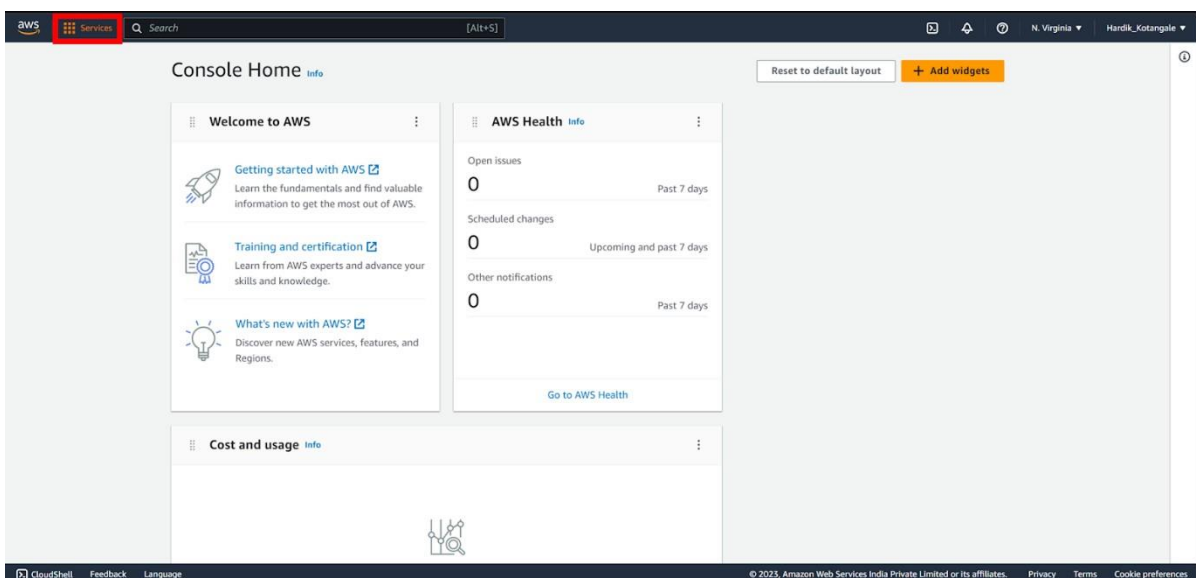 aws
Services
Search
[Alt+S]
N. Virginia
Hardik_Kotangale
Console Home Info
Reset to default layout
+ Add widgets
Welcome to AWS
Getting started with AWS
Learn the fundamentals and find valuable
information to get the most out of AWS.
Training and certification
Learn from AWS experts and advance your
skills and knowledge.
What's new with AWS?
Discover new AWS services, features, and
Regions.
AWS Health Info
Open issues
0 Past 7 days
Scheduled changes
0 Upcoming and past 7 days
Other notifications
0 Past 7 days
Go to AWS Health
Cost and usage Info
CloudShell Feedback Language
© 2023, Amazon Web Services India Private Limited or its affiliates. Privacy Terms Cookie preferences